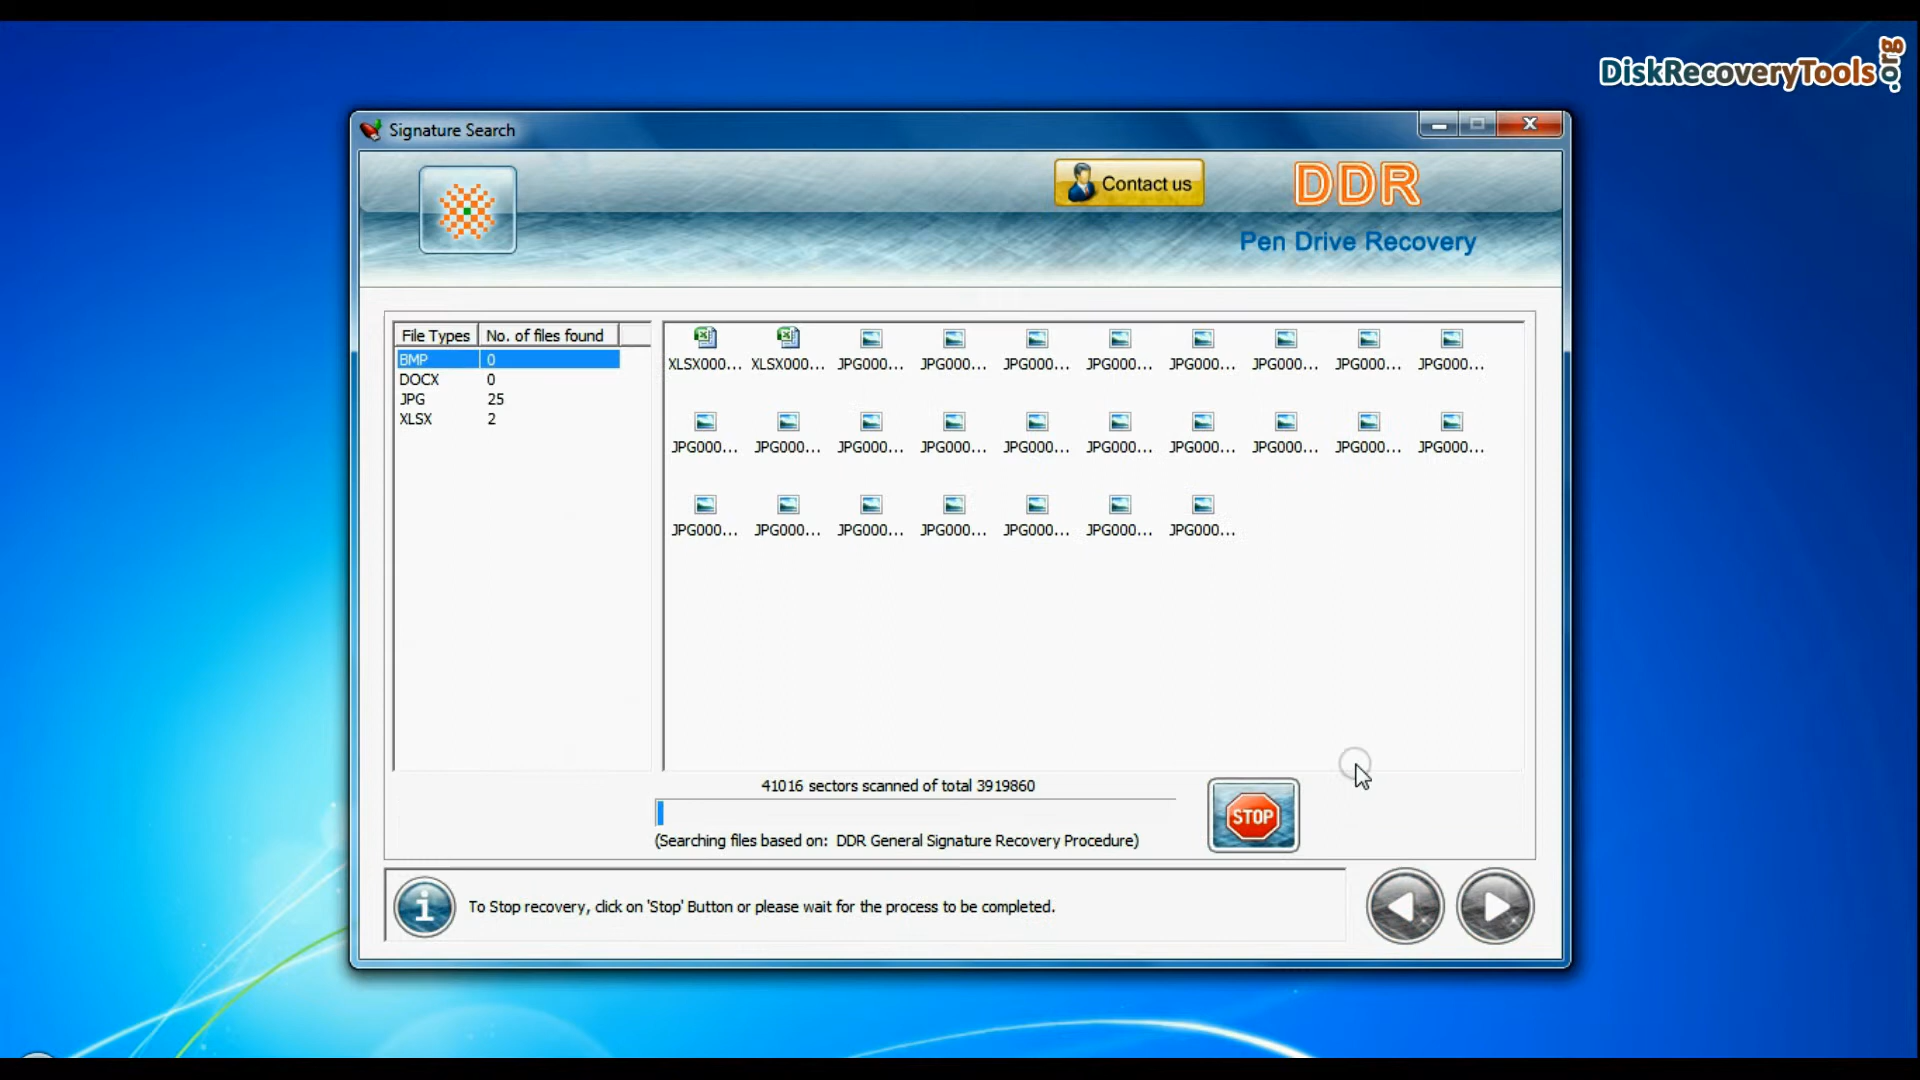 DiskRecoveryTools.org
Signature Search
Contact us
DDR
Pen Drive Recovery
File Types No. of files found
BMP 0
DOCX 0
JPG 25
XLSX 2
XLSX000... XLSX000... JPG000... JPG000... JPG000... JPG000... JPG000... JPG000... JPG000... JPG000...
JPG000... JPG000... JPG000... JPG000... JPG000... JPG000... JPG000... JPG000... JPG000... JPG000...
JPG000... JPG000... JPG000... JPG000... JPG000... JPG000... JPG000...
41016 sectors scanned of total 3919860
STOP
(Searching files based on: DDR General Signature Recovery Procedure)
To Stop recovery, click on 'Stop' Button or please wait for the process to be completed.